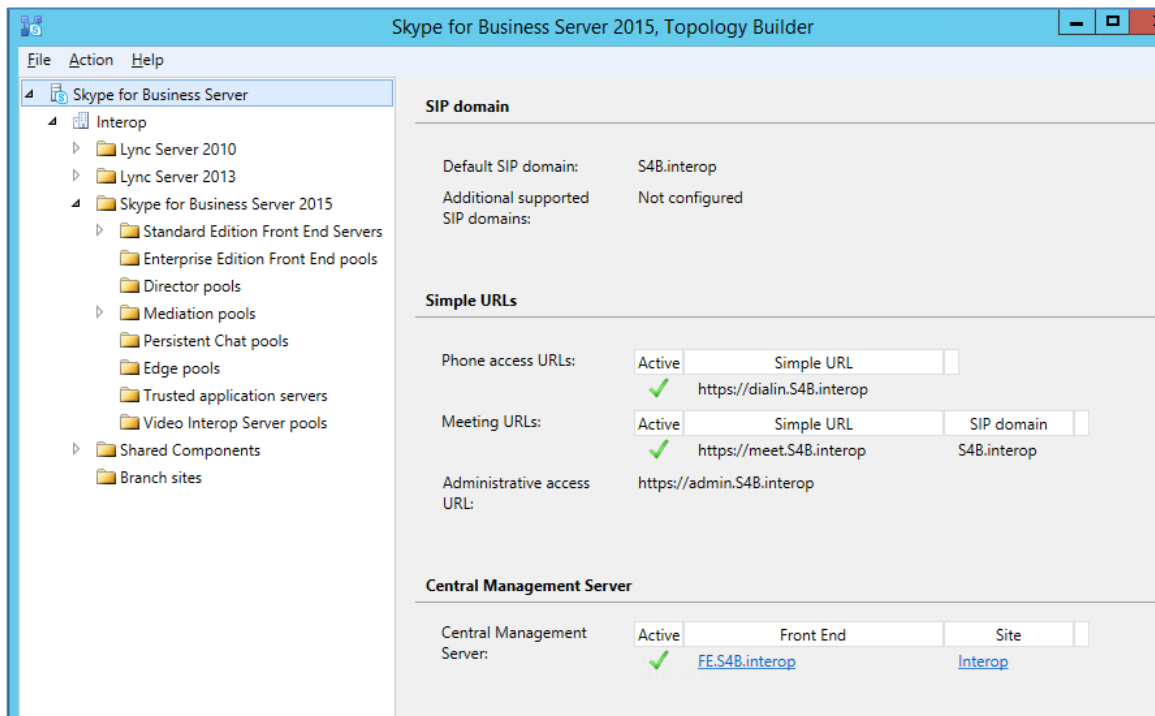 Skype for Business Server 2015, Topology Builder
File Action Help
Skype for Business Server
Interop
Lync Server 2010
Lync Server 2013
Skype for Business Server 2015
Standard Edition Front End Servers
Enterprise Edition Front End pools
Director pools
Mediation pools
Persistent Chat pools
Edge pools
Trusted application servers
Video Interop Server pools
Shared Components
Branch sites
SIP domain
Default SIP domain: S4B.interop
Additional supported Not configured
SIP domains:
Simple URLs
Phone access URLs: Active Simple URL
https://dialin.S4B.interop
Meeting URLs: Active Simple URL SIP domain
https://meet.S4B.interop S4B.interop
Administrative access https://admin.S4B.interop
URL:
Central Management Server
Central Management Active Front End Site
Server: FE.S4B.interop Interop